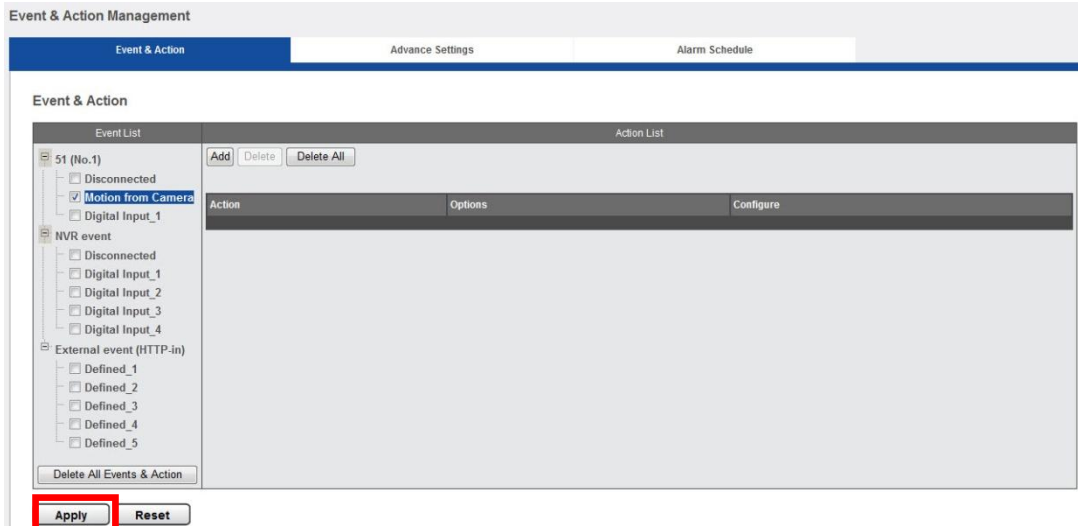 Event & Action Management
Event & Action Advance Settings Alarm Schedule
Event & Action
Event List Action List
51 (No.1)
Add Delete Delete All
Disconnected
Motion from Camera
Action Options Configure
Digital Input_1
NVR event
Disconnected
Digital Input_1
Digital Input_2
Digital Input_3
Digital Input_4
External event (HTTP-in)
Defined_1
Defined_2
Defined_3
Defined_4
Defined_5
Delete All Events & Action
Apply Reset